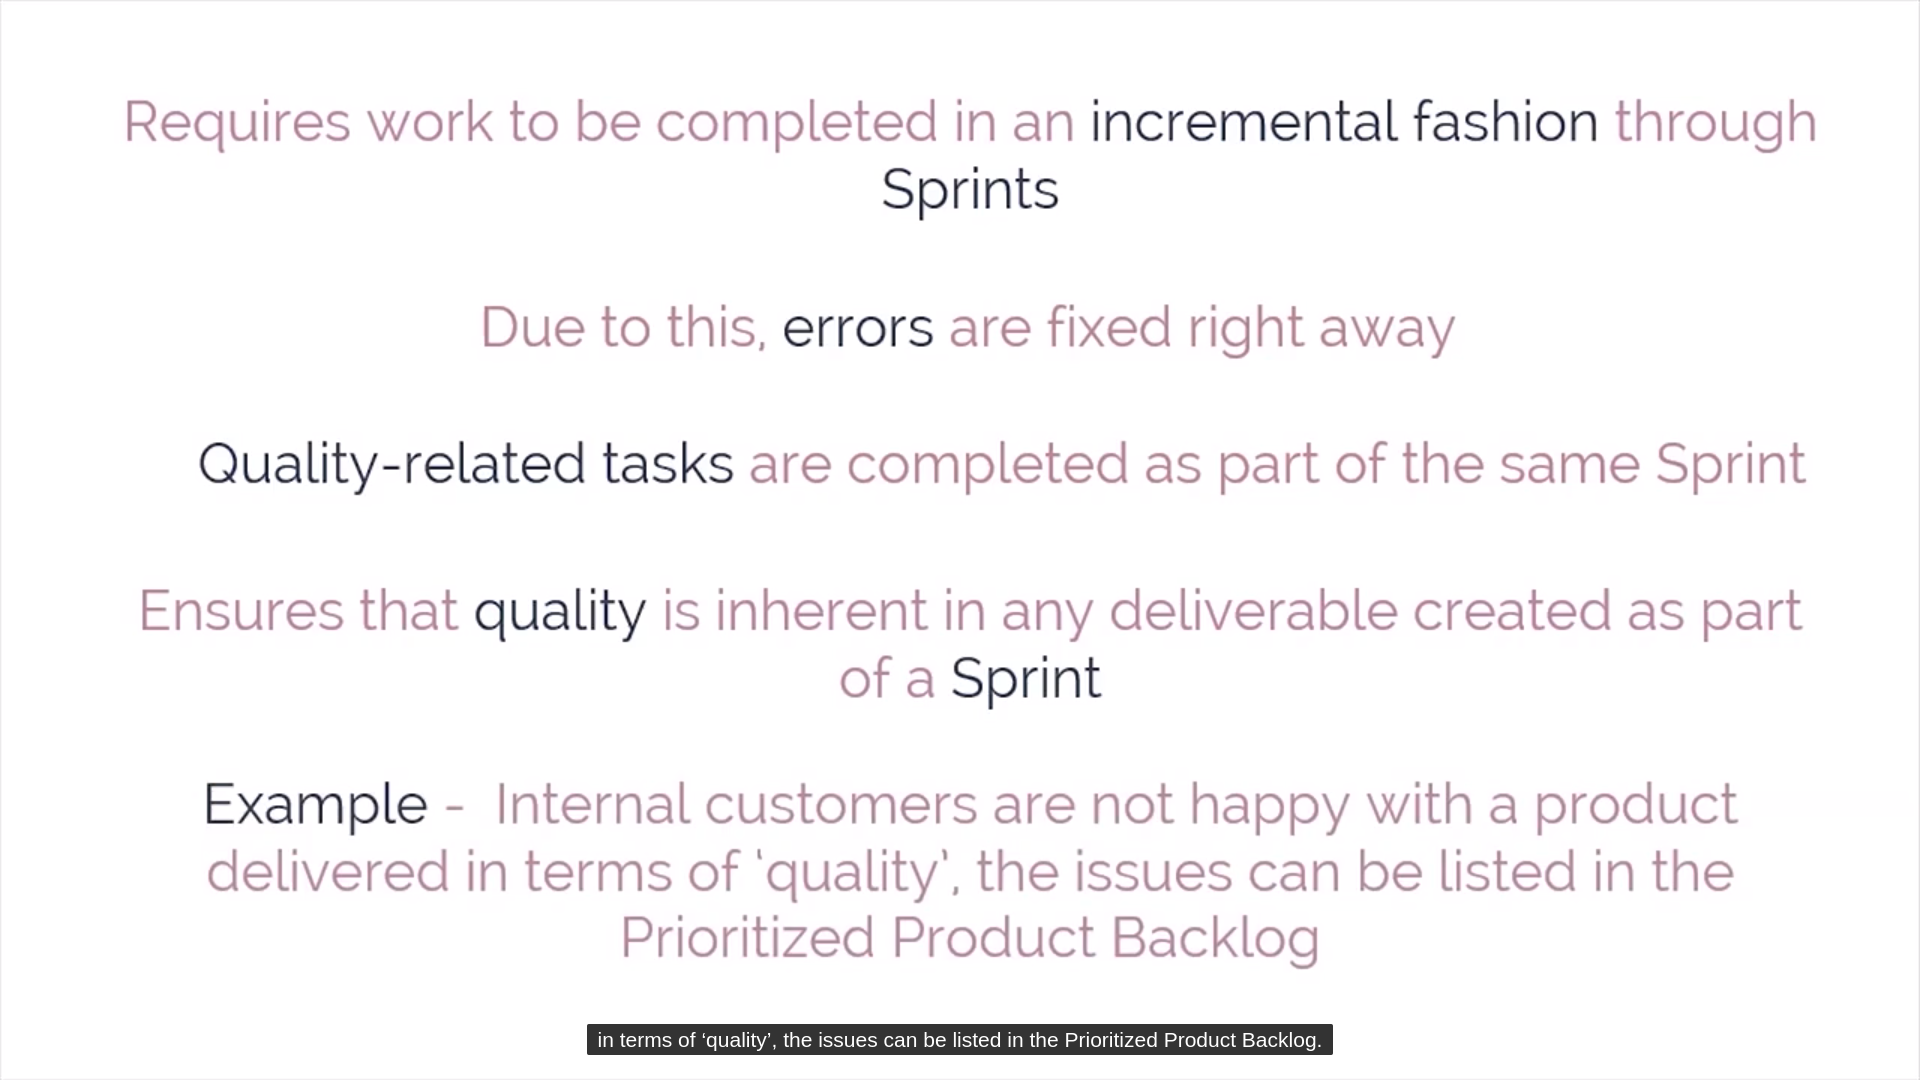 Requires work to be completed in an incremental fashion through
Sprints
Due to this, errors are fixed right away
Quality-related tasks are completed as part of the same Sprint
Ensures that quality is inherent in any deliverable created as part
of a Sprint
Example -  Internal customers are not happy with a product
delivered in terms of ‘quality’, the issues can be listed in the
Prioritized Product Backlog
in terms of ‘quality’, the issues can be listed in the Prioritized Product Backlog.